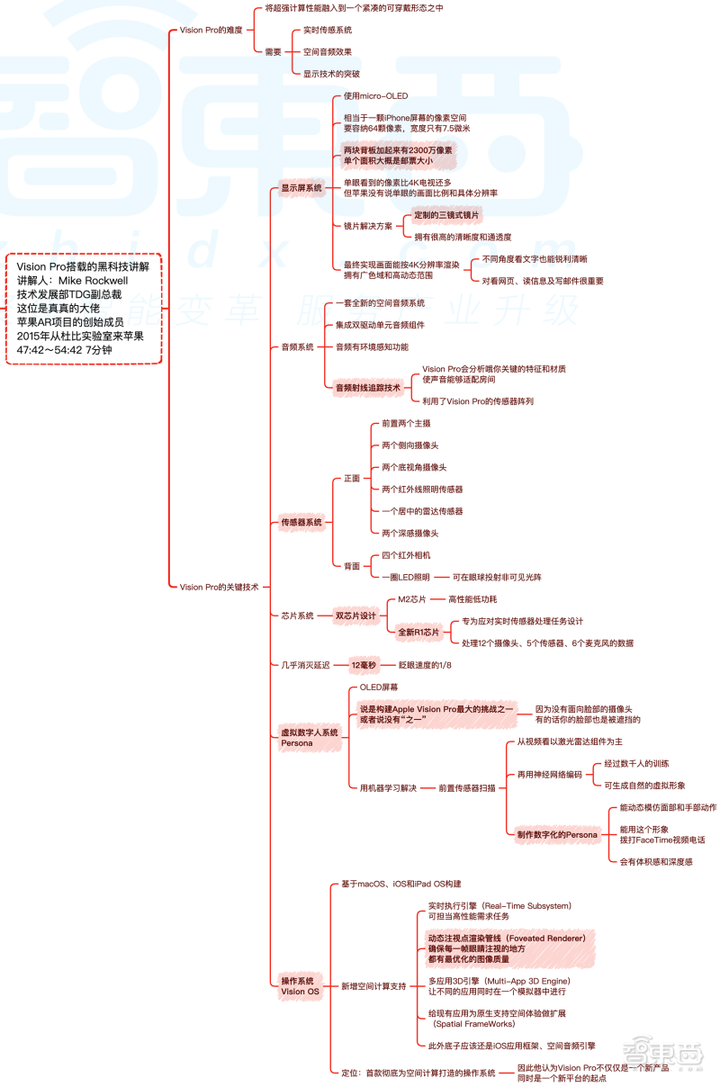 Vision Pro搭载的黑科技讲解
讲解人：Mike Rockwell
技术发展部TDG副总裁
这位是真真的大佬
苹果AR项目的创始成员
2015年从杜比实验室来苹果
47:42～54:42 7分钟
Vision Pro的难度
将超强计算性能融入到一个紧凑的可穿戴形态之中
需要
实时传感系统
空间音频效果
显示技术的突破
Vision Pro的关键技术
显示屏系统
使用micro-OLED
相当于一颗iPhone屏幕的像素空间
要容纳64颗像素，宽度只有7.5微米
两块背板加起来有2300万像素
单个面积大概是邮票大小
单眼看到的像素比4K电视还多
但苹果没有说单眼的画面比例和具体分辨率
镜片解决方案
定制的三镜式镜片
拥有很高的清晰度和通透度
最终实现画面能按4K分辨率渲染
拥有广色域和高动态范围
不同角度看文字也能锐利清晰
对看网页、读信息及写邮件很重要
音频系统
一套全新的空间音频系统
集成双驱动单元音频组件
音频有环境感知功能
音频射线追踪技术
Vision Pro会分析哦你关键的特征和材质
使声音能够适配房间
利用了Vision Pro的传感器阵列
传感器系统
正面
前置两个主摄
两个侧向摄像头
两个底视角摄像头
两个红外线照明传感器
一个居中的雷达传感器
两个深感摄像头
背面
四个红外相机
一圈LED照明
可在眼球投射非可见光阵
芯片系统
双芯片设计
M2芯片
高性能低功耗
全新R1芯片
专为应对实时传感器处理任务设计
处理12个摄像头、5个传感器、6个麦克风的数据
几乎消灭延迟
12毫秒
眨眼速度的1/8
虚拟数字人系统
Persona
OLED屏幕
说是构建Apple Vision Pro最大的挑战之一
或者说没有“之一”
因为没有面向脸部的摄像头
有的话你的脸部也是被遮挡的
用机器学习解决
前置传感器扫描
从视频看以激光雷达组件为主
再用神经网络编码
经过数千人的训练
可生成自然的虚拟形象
制作数字化的Persona
能动态模仿面部和手部动作
能用这个形象
拨打FaceTime视频电话
会有体积感和深度感
操作系统
Vision OS
基于macOS、iOS和iPad OS构建
新增空间计算支持
实时执行引擎（Real-Time Subsystem）
可担当高性能需求任务
动态注视点渲染管线（Foveated Renderer）
确保每一帧眼睛注视的地方
都有最优化的图像质量
多应用3D引擎（Multi-App 3D Engine）
让不同的应用同时在一个模拟器中进行
给现有应用为原生支持空间体验做扩展
（Spatial FrameWorks）
此外底子应该还是iOS应用框架、空间音频引擎
定位：首款彻底为空间计算打造的操作系统
因此他认为Vision Pro不仅仅是一个新产品
同时是一个新平台的起点
智东西
zhidx.com
智能变革 服务产业升级
智東西